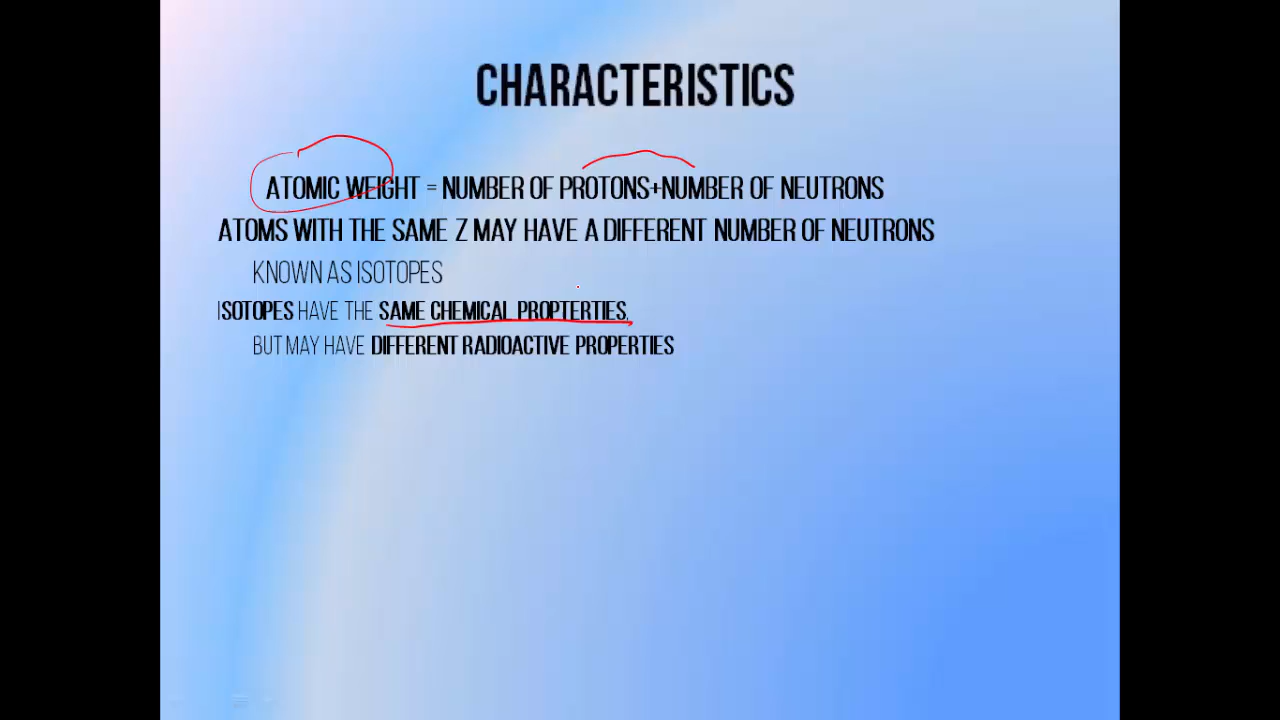 CHARACTERISTICS
ATOMIC WEIGHT = NUMBER OF PROTONS+NUMBER OF NEUTRONS
ATOMS WITH THE SAME Z MAY HAVE A DIFFERENT NUMBER OF NEUTRONS
KNOWN AS ISOTOPES
ISOTOPES HAVE THE SAME CHEMICAL PROPTERTIES,
BUT MAY HAVE DIFFERENT RADIOACTIVE PROPERTIES